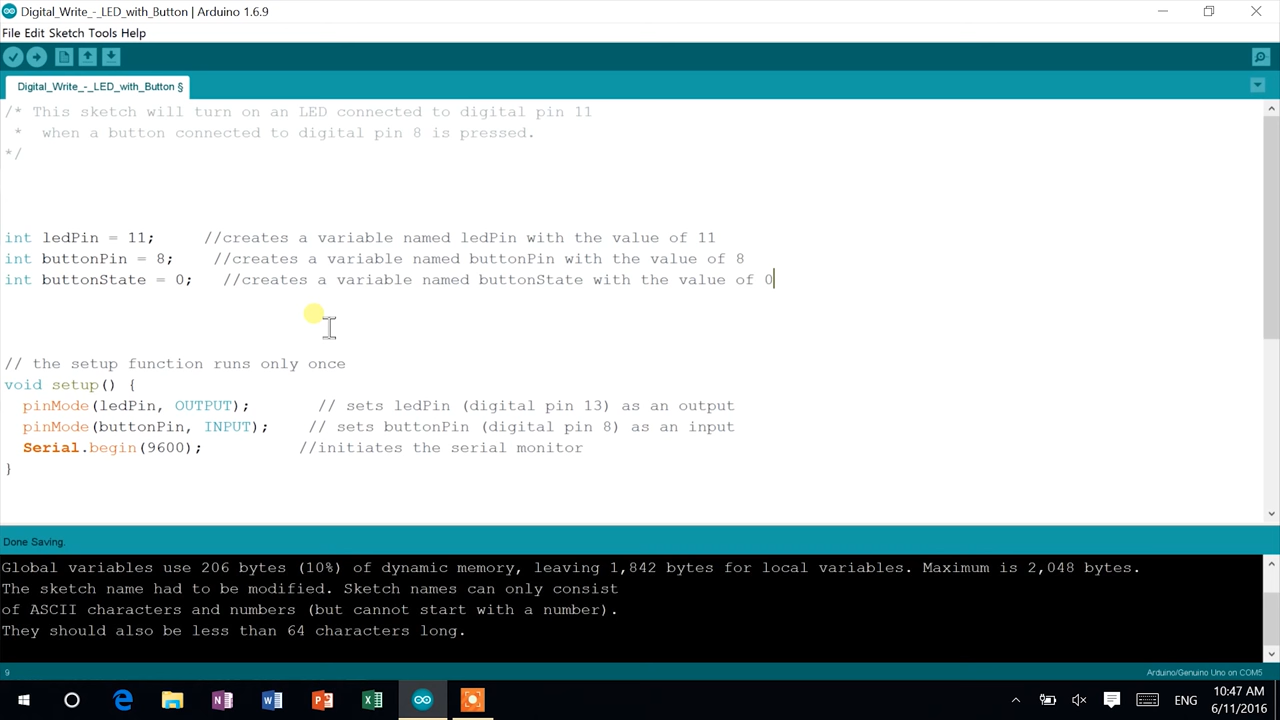 Digital_Write_-_LED_with_Button | Arduino 1.6.9
File Edit Sketch Tools Help
Digital_Write_-_LED_with_Button §
/* This sketch will turn on an LED connected to digital pin 11
 *  when a button connected to digital pin 8 is pressed.
*/
int ledPin = 11;     //creates a variable named ledPin with the value of 11
int buttonPin = 8;    //creates a variable named buttonPin with the value of 8
int buttonState = 0;   //creates a variable named buttonState with the value of 0
// the setup function runs only once
void setup() {
  pinMode(ledPin, OUTPUT);       // sets ledPin (digital pin 13) as an output
  pinMode(buttonPin, INPUT);    // sets buttonPin (digital pin 8) as an input
  Serial.begin(9600);          //initiates the serial monitor
}
Done Saving.
Global variables use 206 bytes (10%) of dynamic memory, leaving 1,842 bytes for local variables. Maximum is 2,048 bytes.
The sketch name had to be modified. Sketch names can only consist
of ASCII characters and numbers (but cannot start with a number).
They should also be less than 64 characters long.
9
Arduino/Genuino Uno on COM5
ENG
10:47 AM
6/11/2016